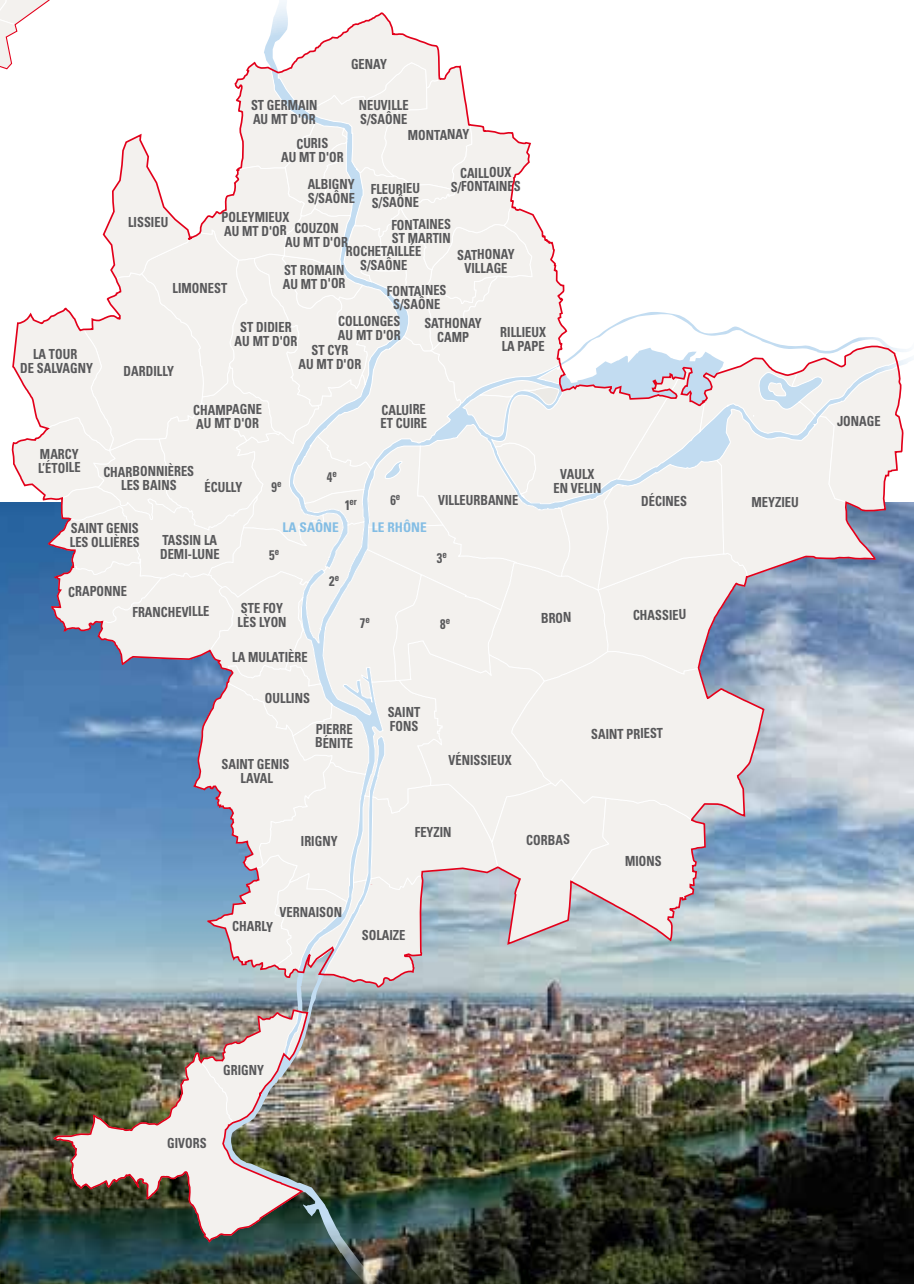 GENAY
ST GERMAIN
AU MT D'OR
NEUVILLE
S/SAÔNE
MONTANAY
CURIS
AU MT D'OR
CAILLOUX
S/FONTAINES
ALBIGNY
S/SAÔNE
FLEURIEU
S/SAÔNE
LISSIEU
POLEYMIEUX
AU MT D'OR
COUZON
AU MT D'OR
FONTAINES
ST MARTIN
ROCHETAILLÉE
S/SAÔNE
SATHONAY
VILLAGE
LIMONEST
ST ROMAIN
AU MT D'OR
FONTAINES
S/SAÔNE
ST DIDIER
AU MT D'OR
COLLONGES
AU MT D'OR
SATHONAY
CAMP
RILLIEUX
LA PAPE
LA TOUR
DE SALVAGNY
DARDILLY
ST CYR
AU MT D'OR
CHAMPAGNE
AU MT D'OR
CALUIRE
ET CUIRE
JONAGE
MARCY
L'ÉTOILE
CHARBONNIÈRES
LES BAINS
ÉCULLY
9e
4e
1er
6e
VILLEURBANNE
VAULX
EN VELIN
DÉCINES
MEYZIEU
SAINT GENIS
LES OLLIÈRES
TASSIN LA
DEMI-LUNE
LA SAÔNE
LE RHÔNE
5e
3e
2e
CRAPONNE
FRANCHEVILLE
STE FOY
LÈS LYON
7e
8e
BRON
CHASSIEU
LA MULATIÈRE
OULLINS
PIERRE
BÉNITE
SAINT
FONS
SAINT PRIEST
SAINT GENIS
LAVAL
VÉNISSIEUX
IRIGNY
FEYZIN
CORBAS
MIONS
CHARLY
VERNAISON
SOLAIZE
GRIGNY
GIVORS